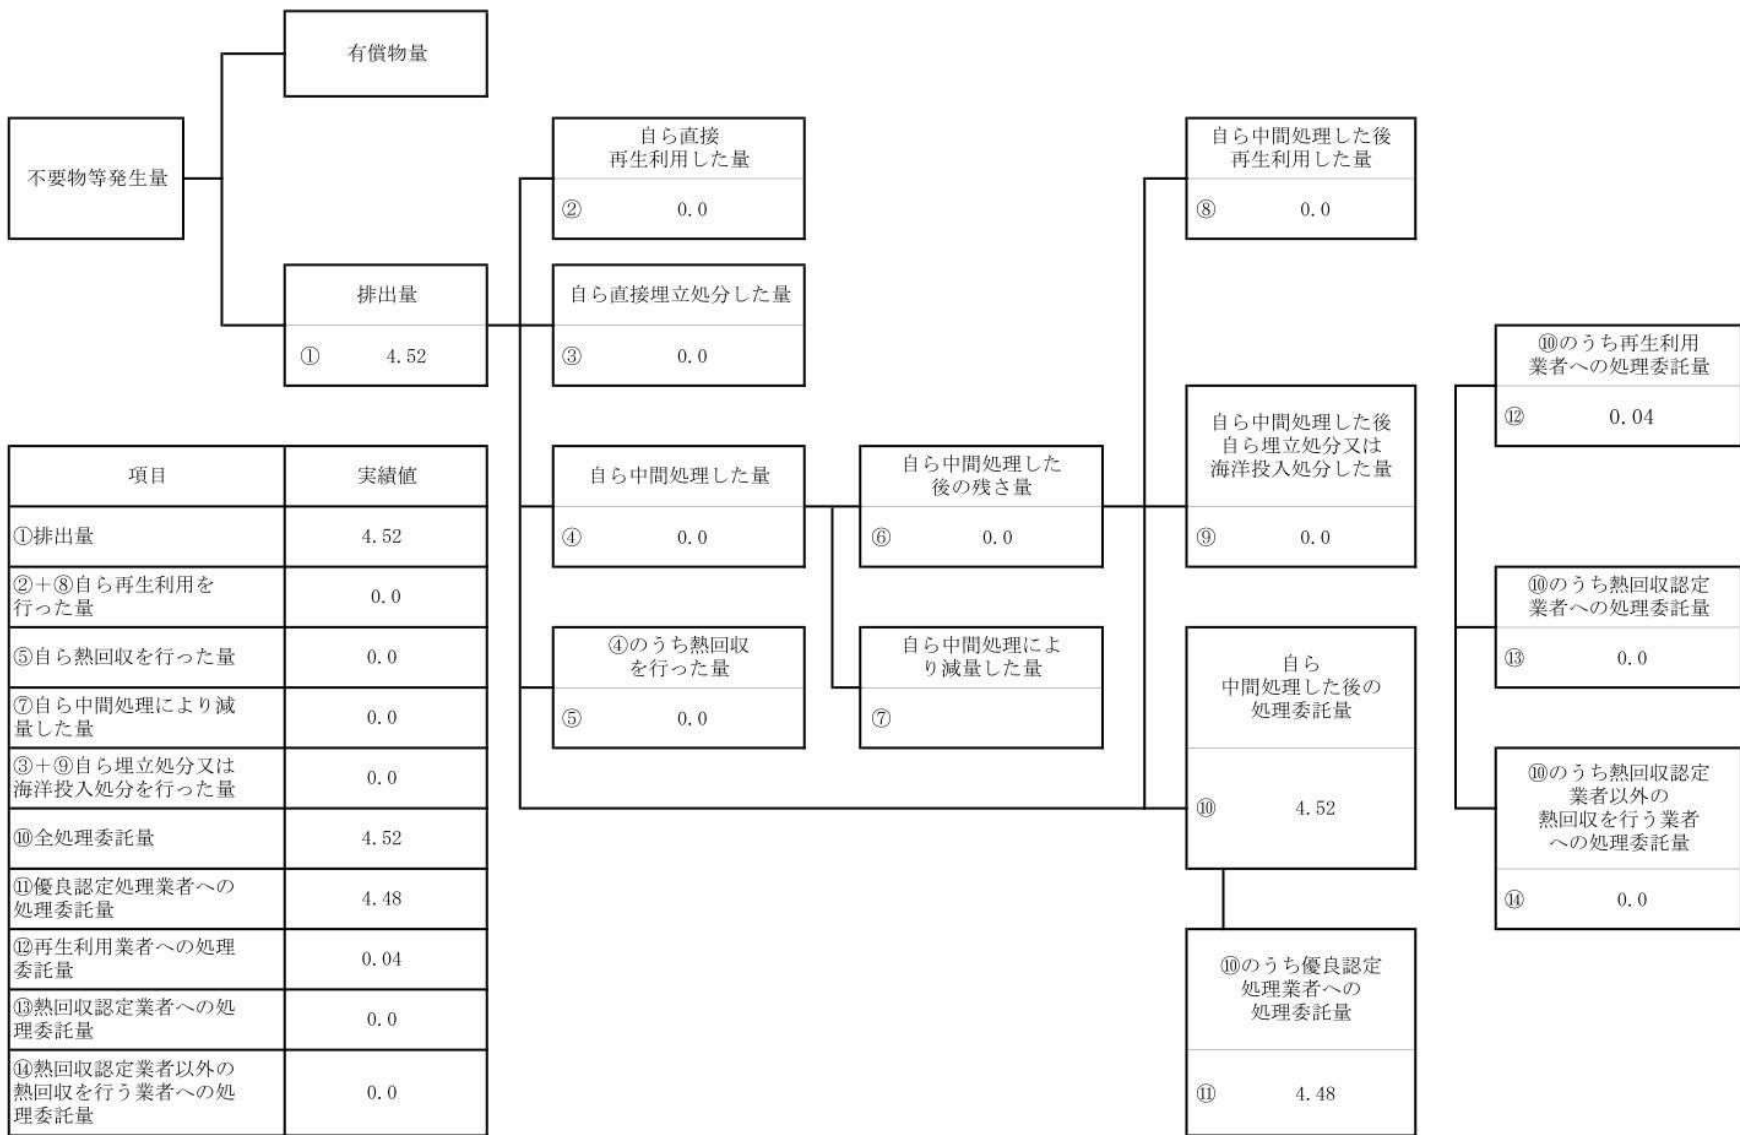 有償物量
不要物等発生量
排出量
① 4.52
自ら直接
再生利用した量
② 0.0
自ら直接埋立処分した量
③ 0.0
自ら中間処理した量
④ 0.0
④のうち熱回収
を行った量
⑤ 0.0
自ら中間処理した
後の残さ量
⑥ 0.0
自ら中間処理によ
り減量した量
⑦
自ら中間処理した後
再生利用した量
⑧ 0.0
自ら中間処理した後
自ら埋立処分又は
海洋投入処分した量
⑨ 0.0
自ら
中間処理した後の
処理委託量
⑩ 4.52
⑩のうち優良認定
処理業者への
処理委託量
⑪ 4.48
⑩のうち再生利用
業者への処理委託量
⑫ 0.04
⑩のうち熱回収認定
業者への処理委託量
⑬ 0.0
⑩のうち熱回収認定
業者以外の
熱回収を行う業者
への処理委託量
⑭ 0.0
項目 実績値
①排出量 4.52
②+⑧自ら再生利用を
行った量 0.0
⑤自ら熱回収を行った量 0.0
⑦自ら中間処理により減
量した量 0.0
③+⑨自ら埋立処分又は
海洋投入処分を行った量 0.0
⑩全処理委託量 4.52
⑪優良認定処理業者への
処理委託量 4.48
⑫再生利用業者への処理
委託量 0.04
⑬熱回収認定業者への処
理委託量 0.0
⑭熱回収認定業者以外の
熱回収を行う業者への処
理委託量 0.0